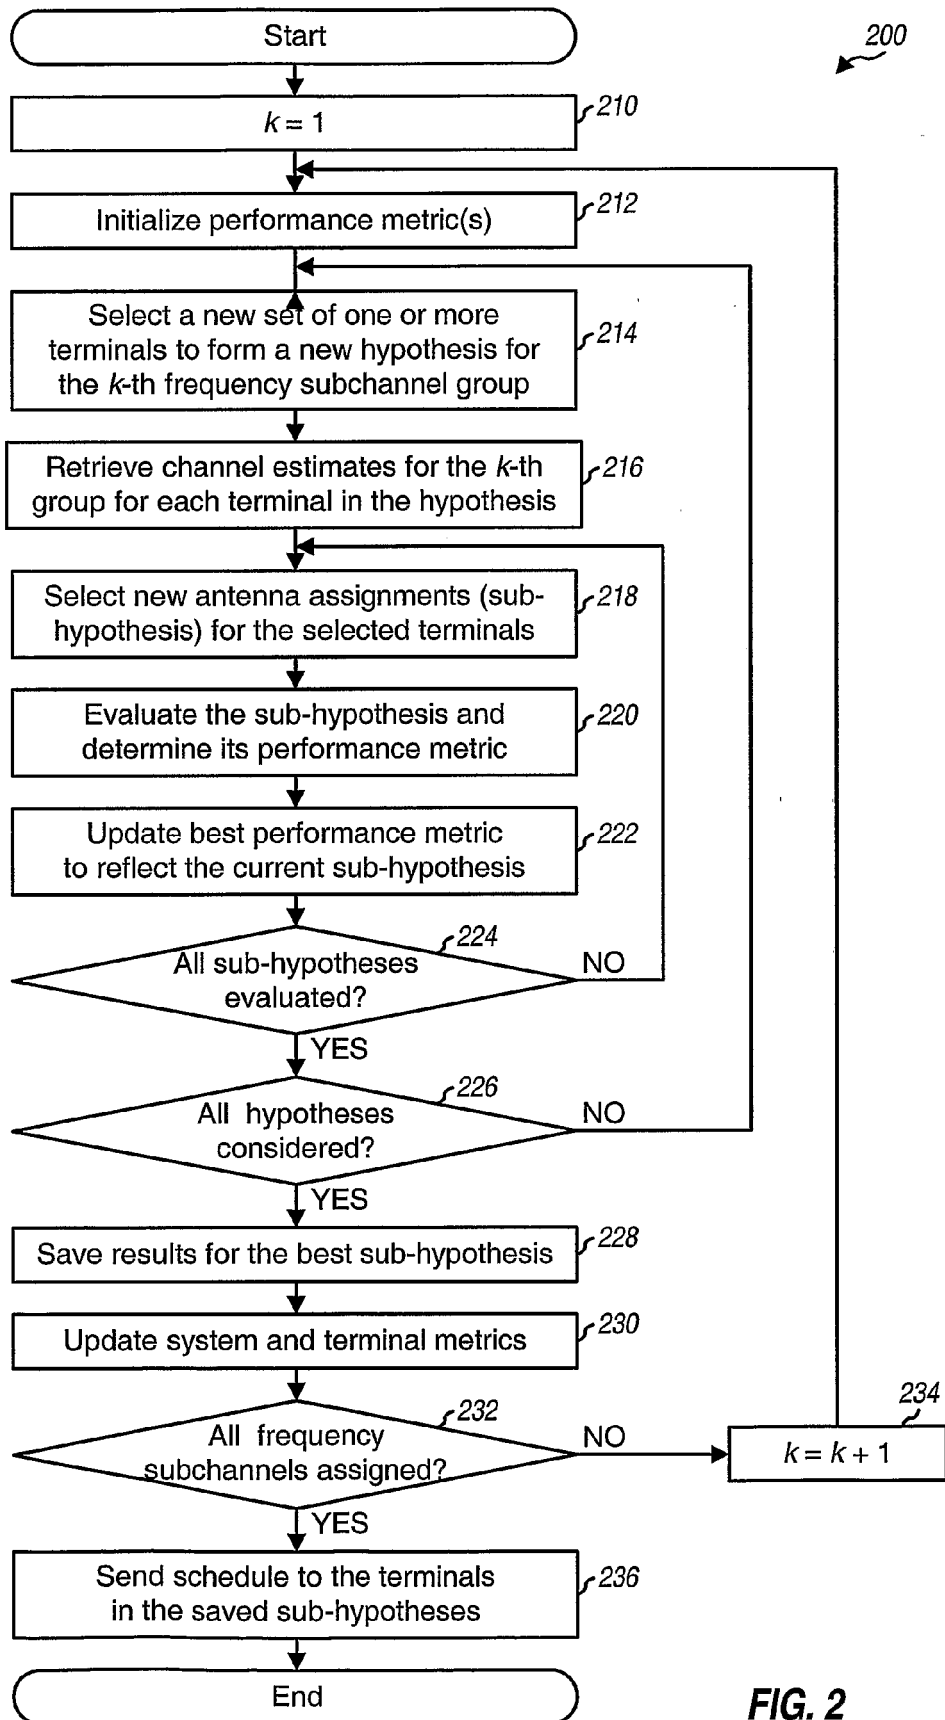 Start
200
k = 1
210
Initialize performance metric(s)
212
Select a new set of one or more
terminals to form a new hypothesis for
the k-th frequency subchannel group
214
Retrieve channel estimates for the k-th
group for each terminal in the hypothesis
216
Select new antenna assignments (sub-
hypothesis) for the selected terminals
218
Evaluate the sub-hypothesis and
determine its performance metric
220
Update best performance metric
to reflect the current sub-hypothesis
222
224
All sub-hypotheses
evaluated?
NO
YES
226
All hypotheses
considered?
NO
YES
Save results for the best sub-hypothesis
228
Update system and terminal metrics
230
232
All frequency
subchannels assigned?
NO
234
k = k + 1
YES
Send schedule to the terminals
in the saved sub-hypotheses
236
End
FIG. 2